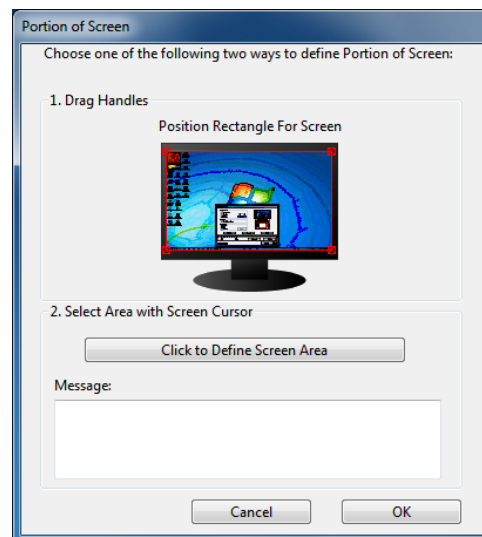 Portion of Screen
Choose one of the following two ways to define Portion of Screen:
1. Drag Handles
Position Rectangle For Screen
2. Select Area with Screen Cursor
Click to Define Screen Area
Message:
Cancel
OK